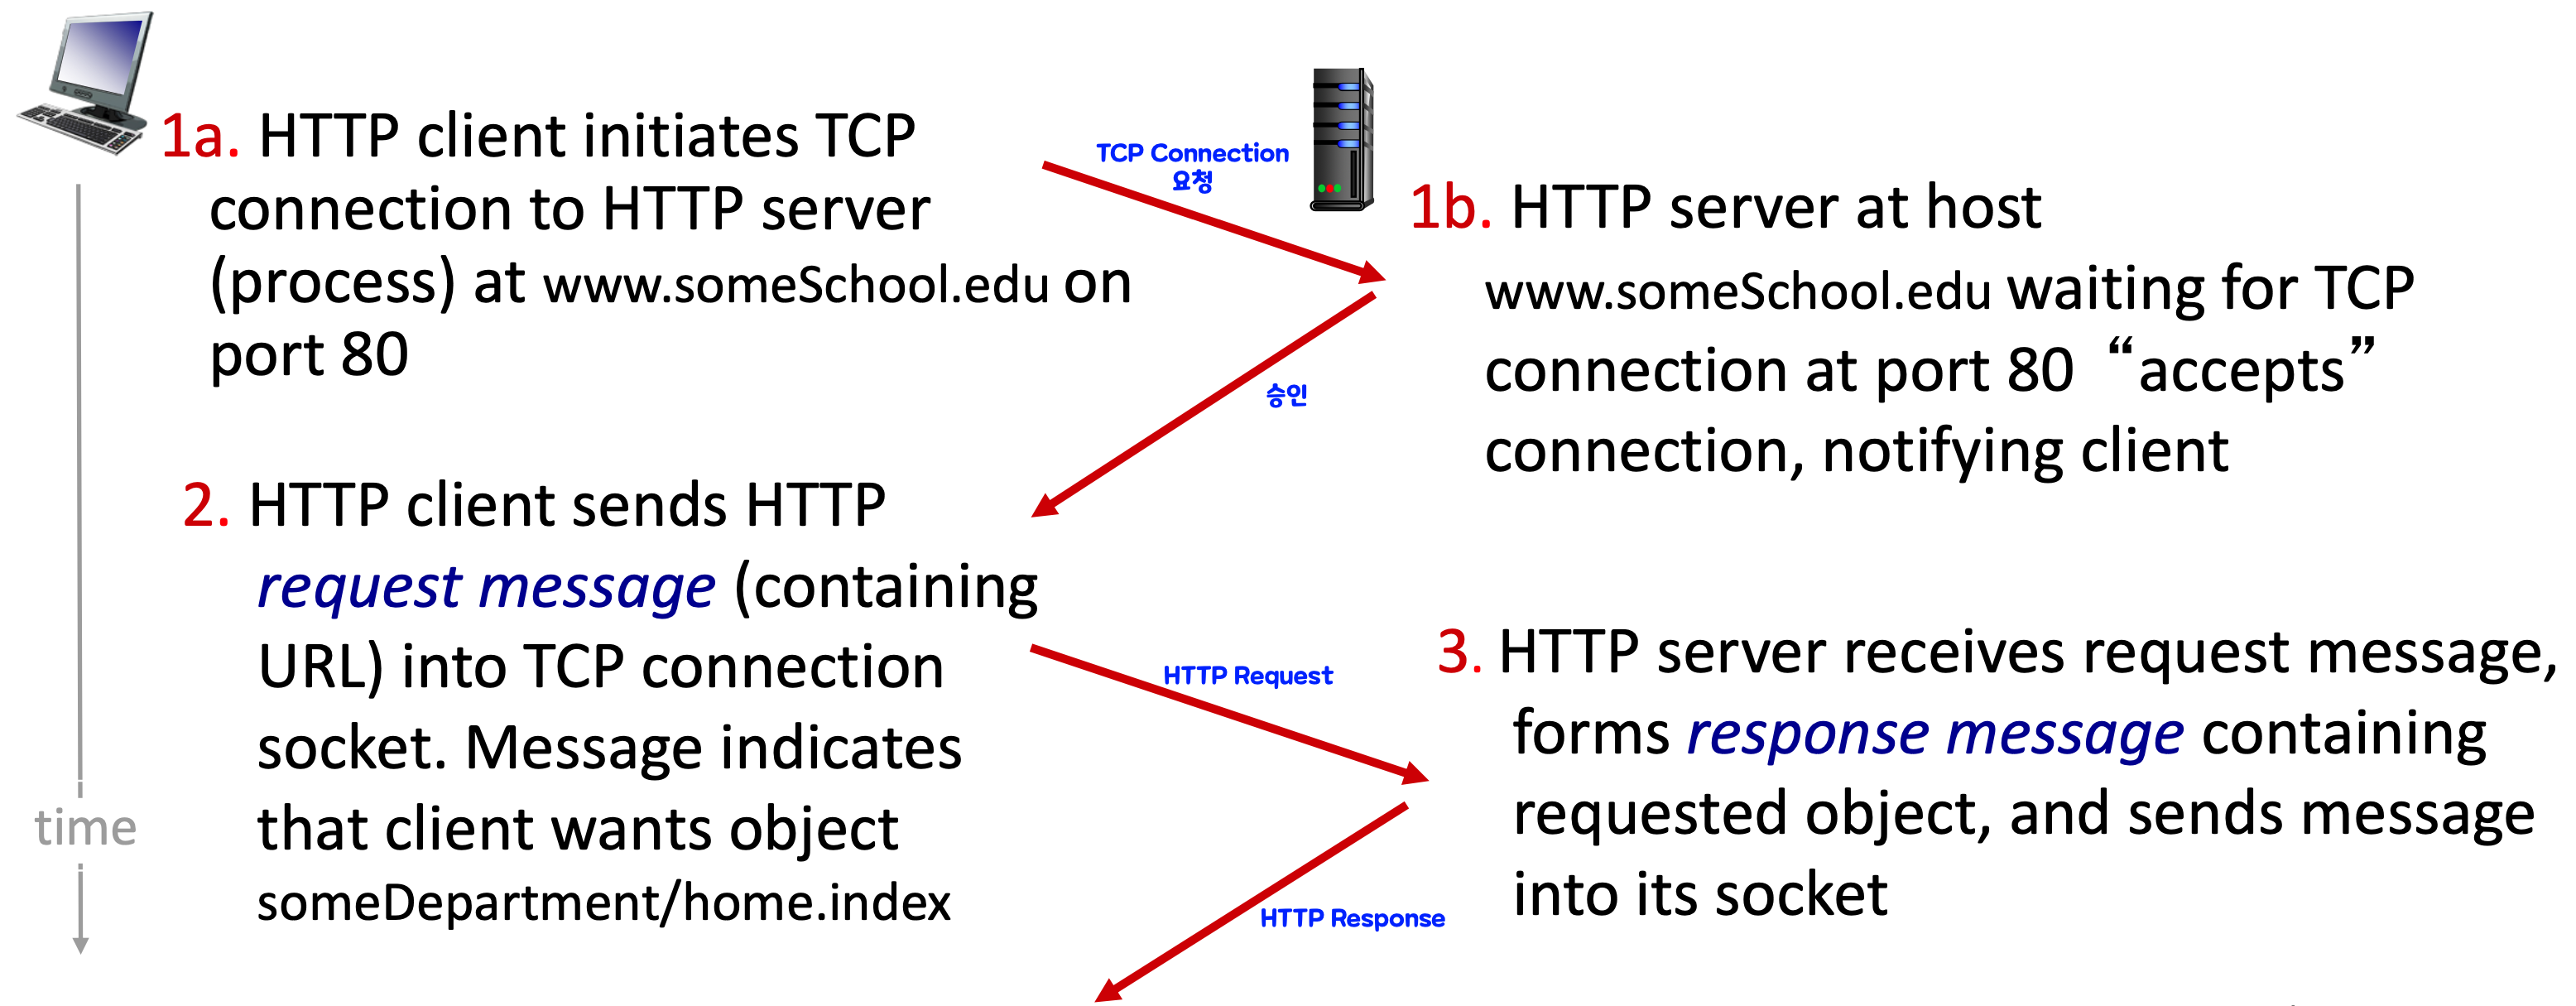 1a. HTTP client initiates TCP
connection to HTTP server
(process) at www.someSchool.edu on
port 80
TCP Connection
요청
1b. HTTP server at host
www.someSchool.edu waiting for TCP
connection at port 80 “accepts”
connection, notifying client
승인
2. HTTP client sends HTTP
request message (containing
URL) into TCP connection
socket. Message indicates
that client wants object
someDepartment/home.index
HTTP Request
3. HTTP server receives request message,
forms response message containing
requested object, and sends message
into its socket
HTTP Response
time